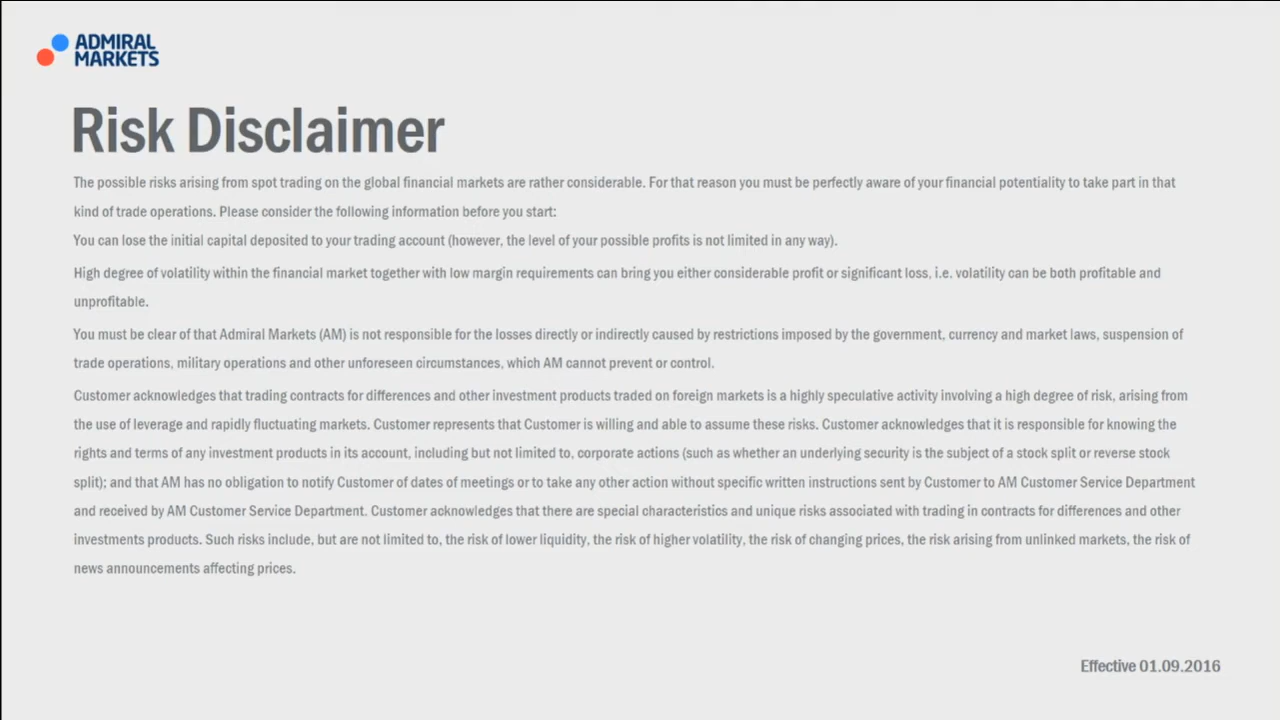 ADMIRAL
MARKETS
Risk Disclaimer
The possible risks arising from spot trading on the global financial markets are rather considerable. For that reason you must be perfectly aware of your financial potentiality to take part in that
kind of trade operations. Please consider the following information before you start:
You can lose the initial capital deposited to your trading account (however, the level of your possible profits is not limited in any way).
High degree of volatility within the financial market together with low margin requirements can bring you either considerable profit or significant loss, i.e. volatility can be both profitable and
unprofitable.
You must be clear of that Admiral Markets (AM) is not responsible for the losses directly or indirectly caused by restrictions imposed by the government, currency and market laws, suspension of
trade operations, military operations and other unforeseen circumstances, which AM cannot prevent or control.
Customer acknowledges that trading contracts for differences and other investment products traded on foreign markets is a highly speculative activity involving a high degree of risk, arising from
the use of leverage and rapidly fluctuating markets. Customer represents that Customer is willing and able to assume these risks. Customer acknowledges that it is responsible for knowing the
rights and terms of any investment products in its account, including but not limited to, corporate actions (such as whether an underlying security is the subject of a stock split or reverse stock
split); and that AM has no obligation to notify Customer of dates of meetings or to take any other action without specific written instructions sent by Customer to AM Customer Service Department
and received by AM Customer Service Department. Customer acknowledges that there are special characteristics and unique risks associated with trading in contracts for differences and other
investments products. Such risks include, but are not limited to, the risk of lower liquidity, the risk of higher volatility, the risk of changing prices, the risk arising from unlinked markets, the risk of
news announcements affecting prices.
Effective 01.09.2016